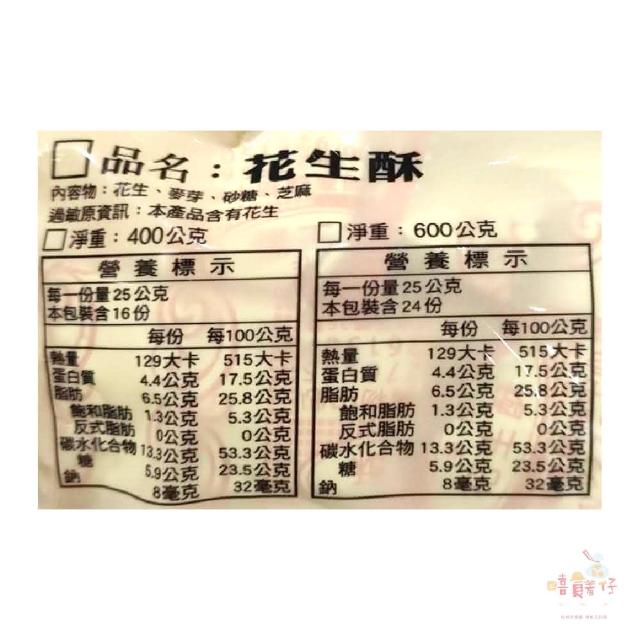 品名：花生酥
內容物：花生、麥芽、砂糖、芝麻
過敏原資訊：本產品含有花生
淨重：400公克
營養標示
每一份量25公克
本包裝含16份
每份 每100公克
熱量 129大卡 515大卡
蛋白質 4.4公克 17.5公克
脂肪 6.5公克 25.8公克
飽和脂肪 1.3公克 5.3公克
反式脂肪 0公克 0公克
碳水化合物 13.3公克 53.3公克
糖 5.9公克 23.5公克
鈉 8毫克 32毫克
淨重：600公克
營養標示
每一份量25公克
本包裝含24份
每份 每100公克
熱量 129大卡 515大卡
蛋白質 4.4公克 17.5公克
脂肪 6.5公克 25.8公克
飽和脂肪 1.3公克 5.3公克
反式脂肪 0公克 0公克
碳水化合物 13.3公克 53.3公克
糖 5.9公克 23.5公克
鈉 8毫克 32毫克